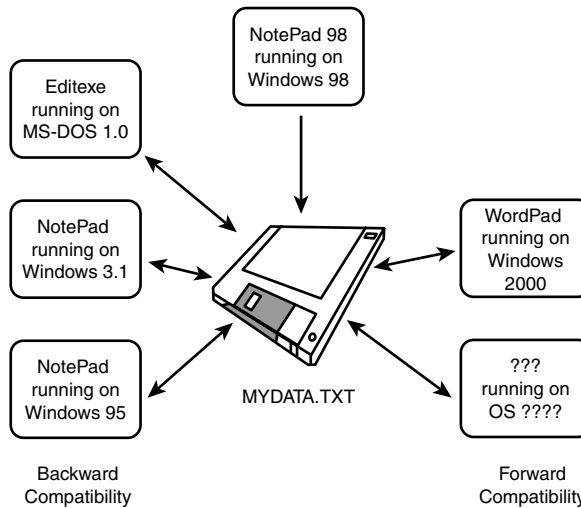 NotePad 98
running on
Windows 98
Editexe
running on
MS-DOS 1.0
NotePad
running on
Windows 3.1
WordPad
running on
Windows
2000
NotePad
running on
Windows 95
???
running on
OS ????
MYDATA.TXT
Backward
Compatibility
Forward
Compatibility